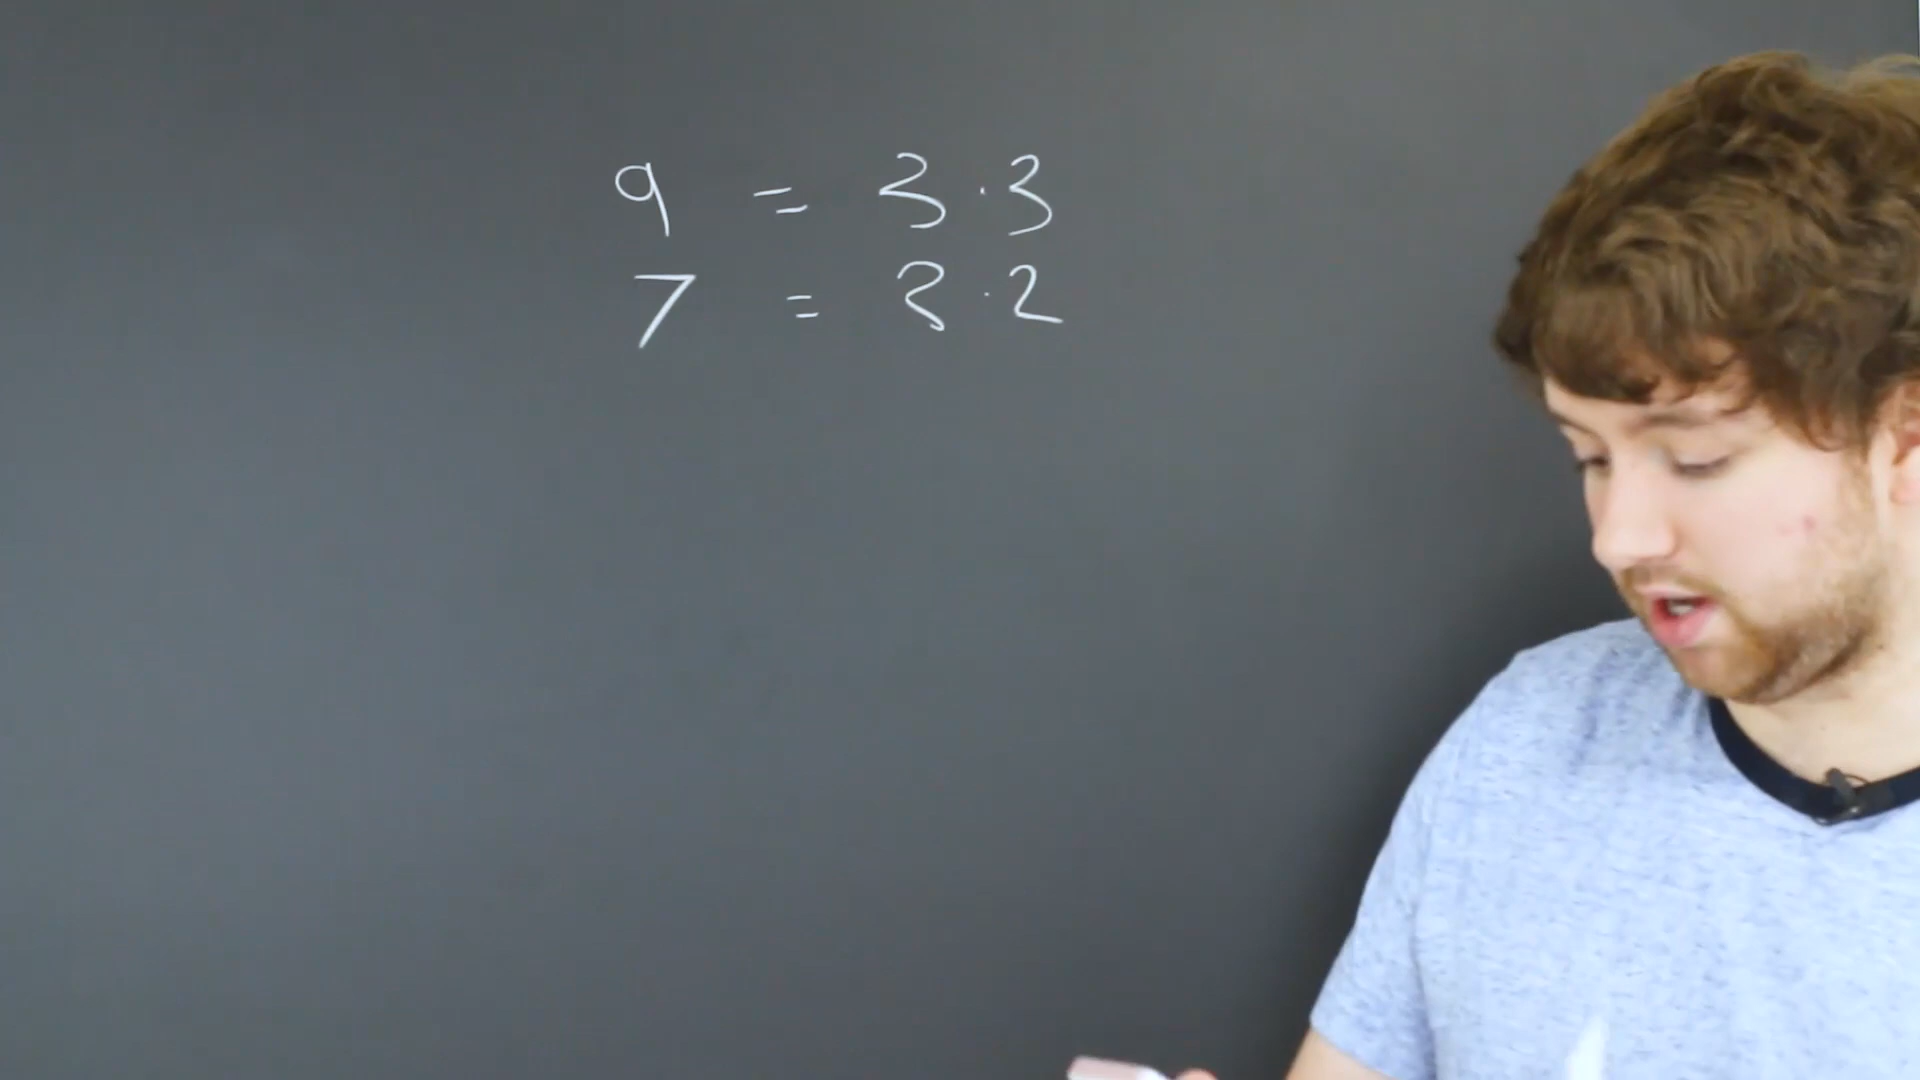 9 = 3·3
7 = 3·2